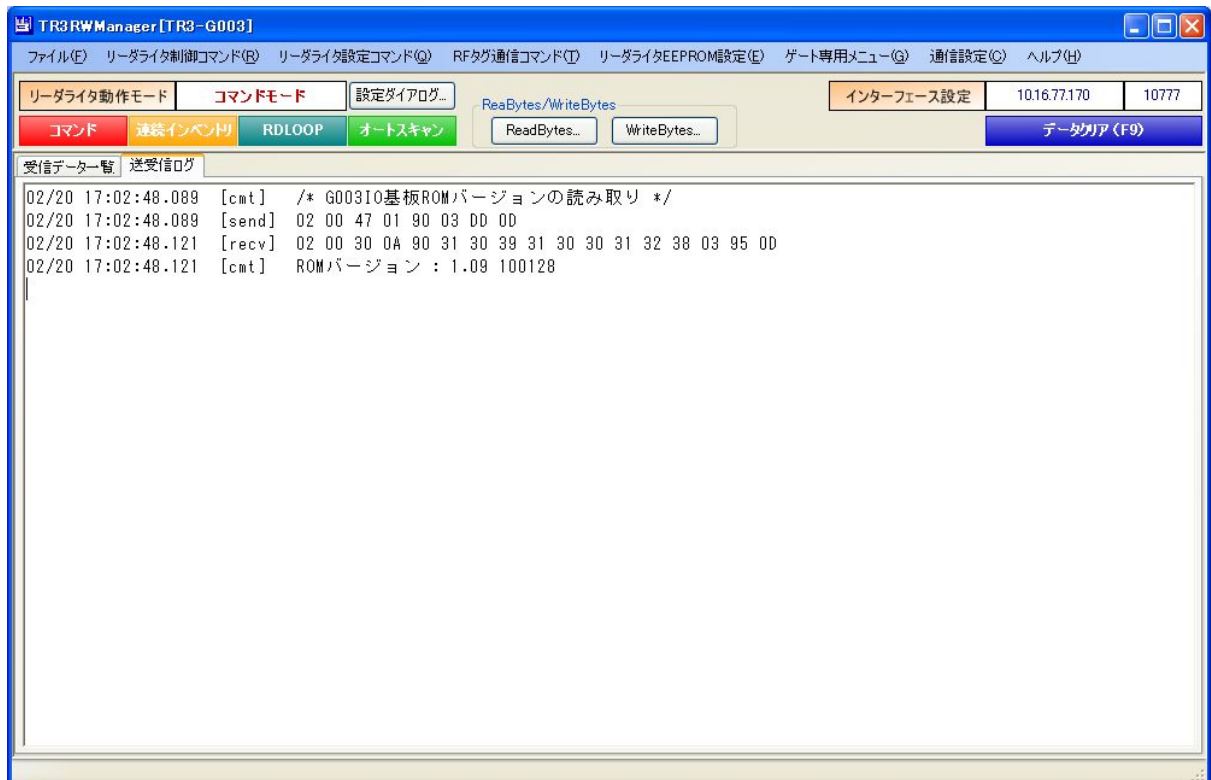 TR3RWManager[TR3-G003]
ファイル(F) リーダライタ制御コマンド(R) リーダライタ設定コマンド(Q) RFタグ通信コマンド(T) リーダライタEEPROM設定(E) ゲート専用メニュー(G) 通信設定(C) ヘルプ(H)
リーダライタ動作モード コマンドモード 設定ダイアログ... ReaBytes/WriteBytes インターフェース設定 10.16.77.170 10777
コマンド 連続インベントリ RDLOOP オートスキャン ReadBytes... WriteBytes... データクリア(F9)
受信データ一覧 送受信ログ
02/20 17:02:48.089 [cmt] /* G003IO基板ROMバージョンの読み取り */
02/20 17:02:48.089 [send] 02 00 47 01 90 03 DD 0D
02/20 17:02:48.121 [recv] 02 00 30 0A 90 31 30 39 31 30 30 31 32 38 03 95 0D
02/20 17:02:48.121 [cmt] ROMバージョン : 1.09 100128